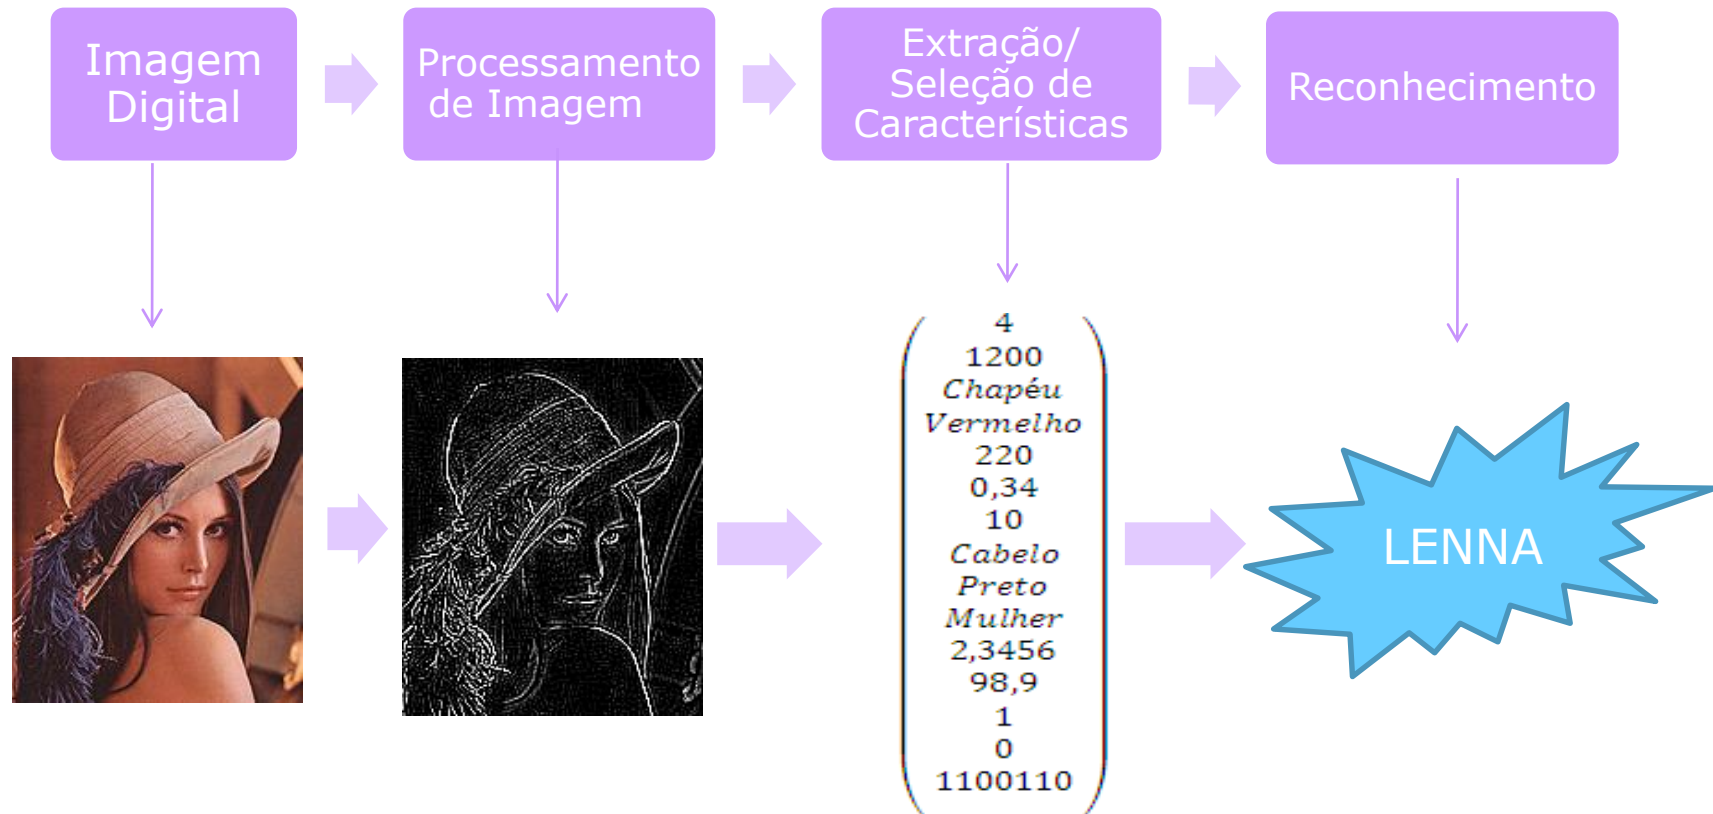 Imagem
Digital
Processamento
de Imagem
Extração/
Seleção de
Características
Reconhecimento
4
1200
Chapéu
Vermelho
220
0,34
10
Cabelo
Preto
Mulher
2,3456
98,9
1
0
1100110
LENNA